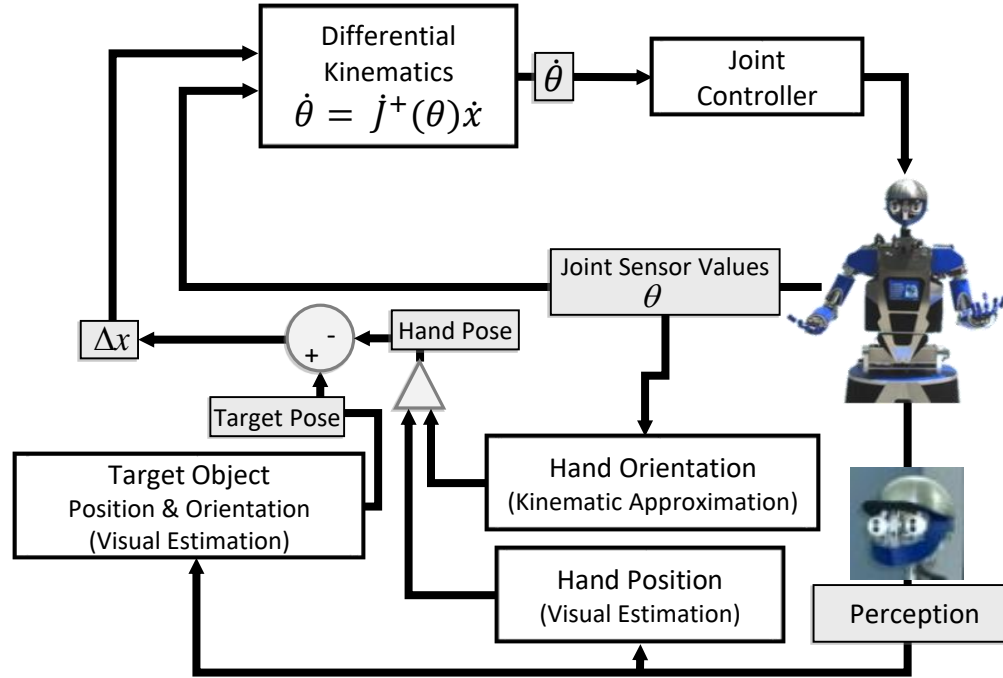 Differential
Kinematics
θ̇ = J̇⁺(θ)ẋ
θ̇
Joint
Controller
Joint Sensor Values
θ
Δx
-
+
Hand Pose
Target Pose
Target Object
Position & Orientation
(Visual Estimation)
Hand Orientation
(Kinematic Approximation)
Hand Position
(Visual Estimation)
Perception